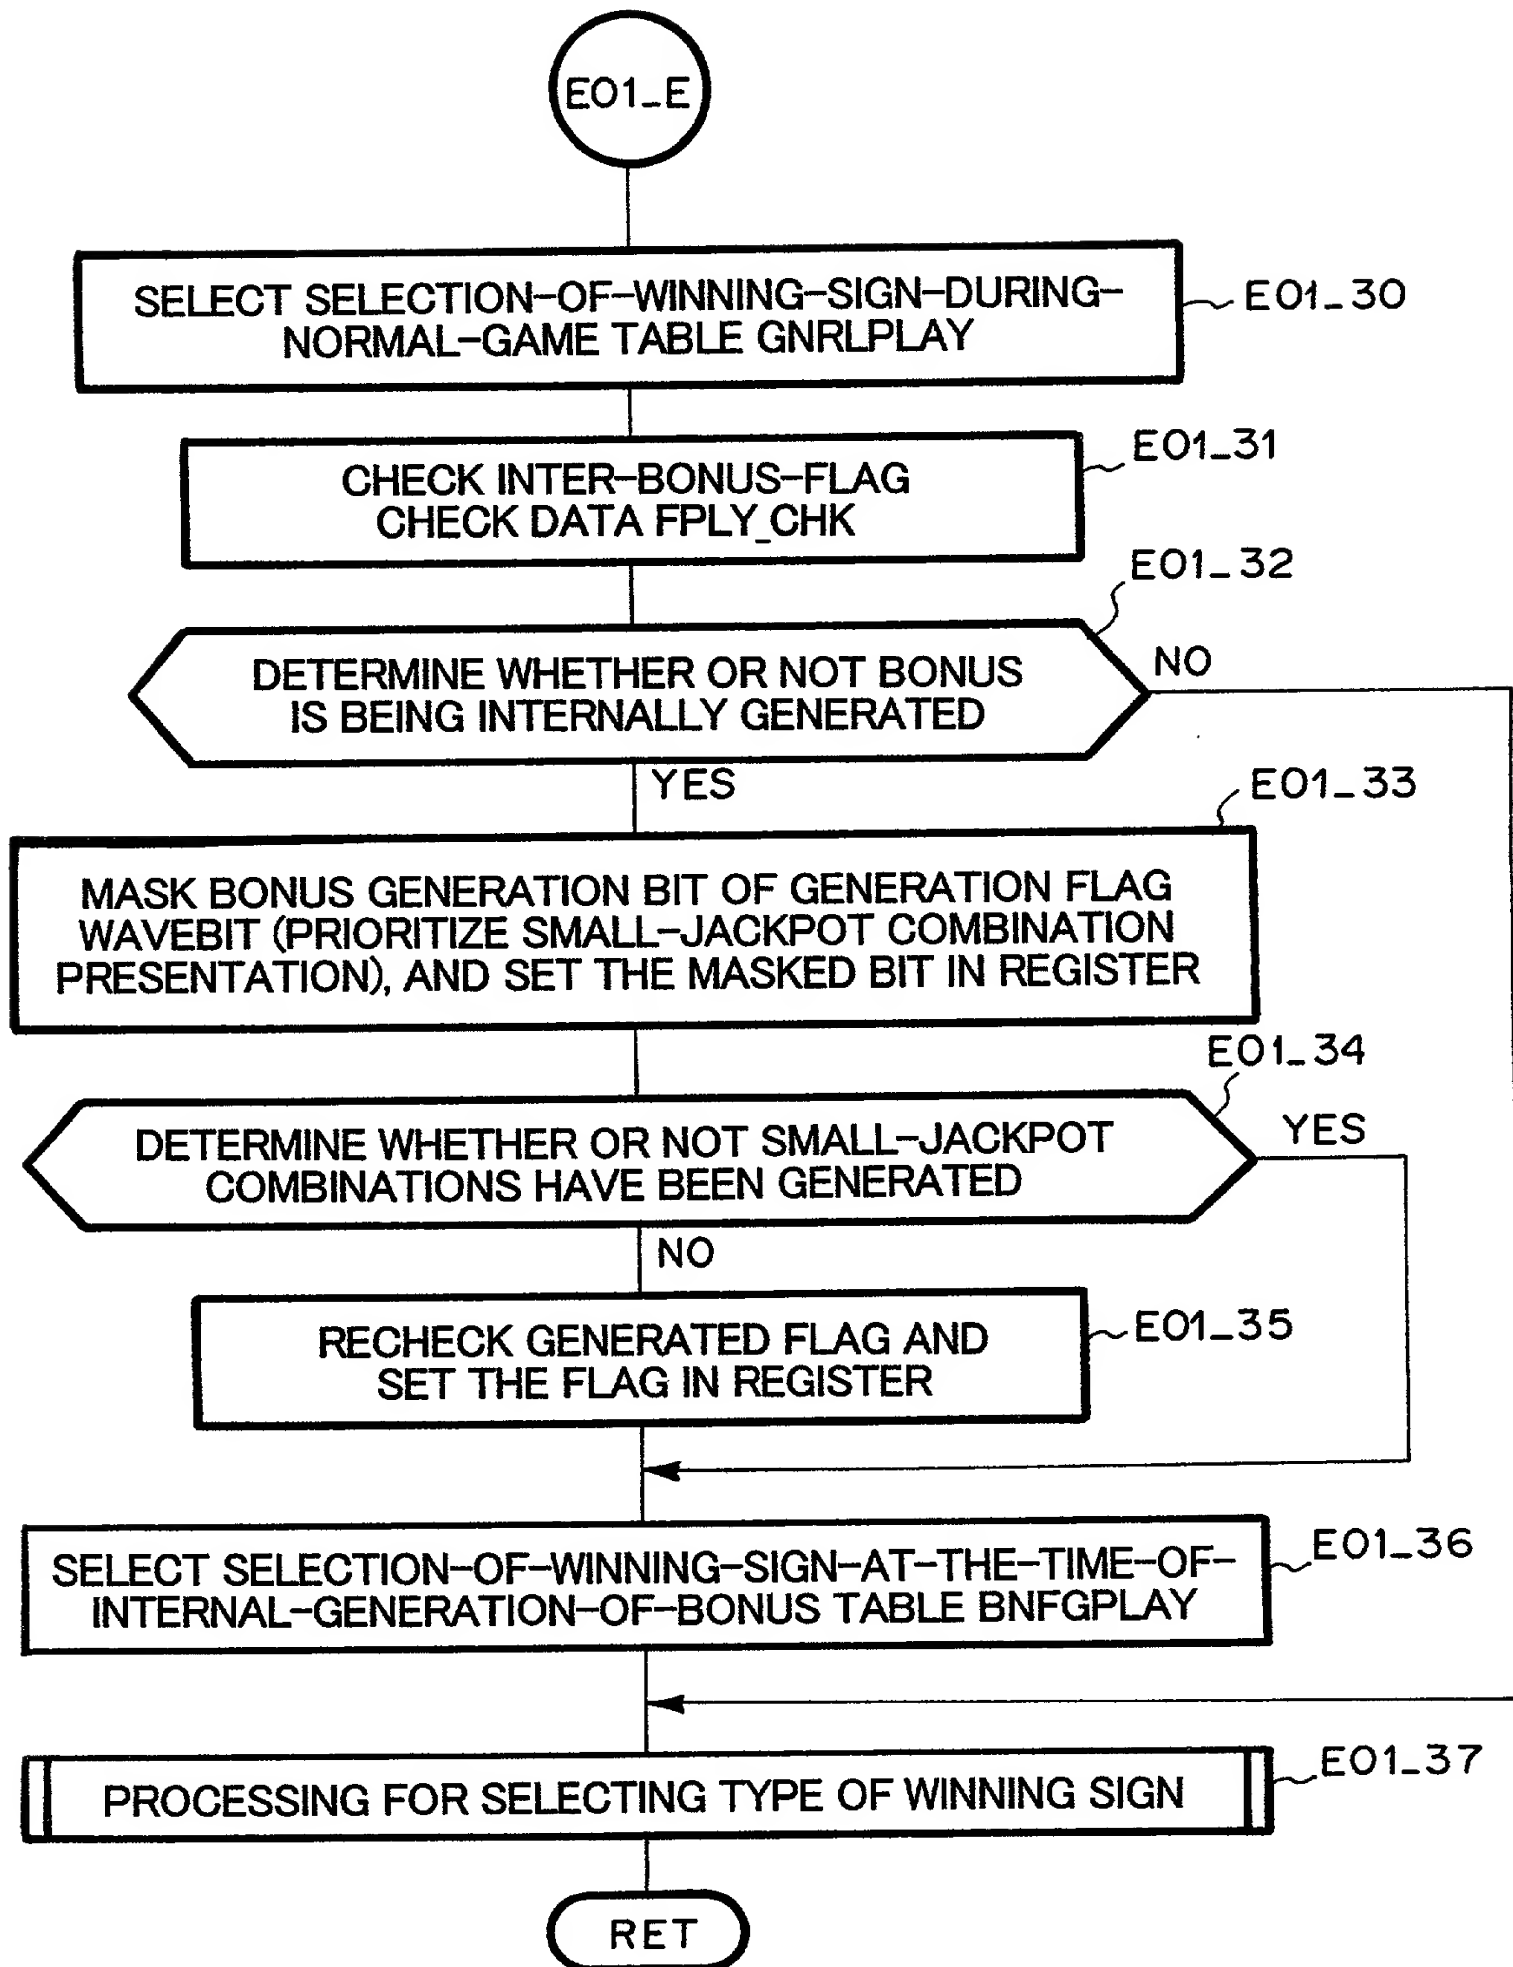 E01_E
SELECT SELECTION-OF-WINNING-SIGN-DURING-
NORMAL-GAME TABLE GNRLPLAY
E01_30
CHECK INTER-BONUS-FLAG
CHECK DATA FPLY_CHK
E01_31
DETERMINE WHETHER OR NOT BONUS
IS BEING INTERNALLY GENERATED
E01_32
NO
YES
MASK BONUS GENERATION BIT OF GENERATION FLAG
WAVEBIT (PRIORITIZE SMALL-JACKPOT COMBINATION
PRESENTATION), AND SET THE MASKED BIT IN REGISTER
E01_33
DETERMINE WHETHER OR NOT SMALL-JACKPOT
COMBINATIONS HAVE BEEN GENERATED
E01_34
YES
NO
RECHECK GENERATED FLAG AND
SET THE FLAG IN REGISTER
E01_35
SELECT SELECTION-OF-WINNING-SIGN-AT-THE-TIME-OF-
INTERNAL-GENERATION-OF-BONUS TABLE BNFGPLAY
E01_36
PROCESSING FOR SELECTING TYPE OF WINNING SIGN
E01_37
RET